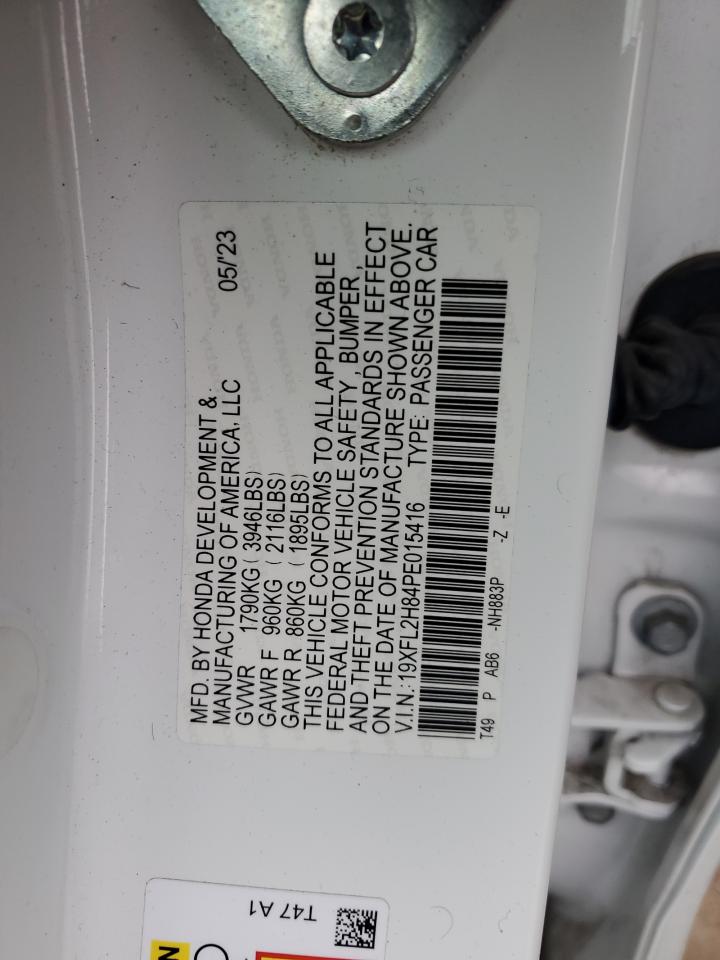 MFD. BY HONDA DEVELOPMENT &
MANUFACTURING OF AMERICA, LLC 05/'23
GVWR 1790KG (3946LBS)
GAWR F 960KG (2116LBS)
GAWR R 860KG (1895LBS)
THIS VEHICLE CONFORMS TO ALL APPLICABLE
FEDERAL MOTOR VEHICLE SAFETY, BUMPER,
AND THEFT PREVENTION STANDARDS IN EFFECT
ON THE DATE OF MANUFACTURE SHOWN ABOVE.
V.I.N.:19XFL2H84PE015416 TYPE: PASSENGER CAR
T49 P AB6 -NH883P -Z -E
T47 A1